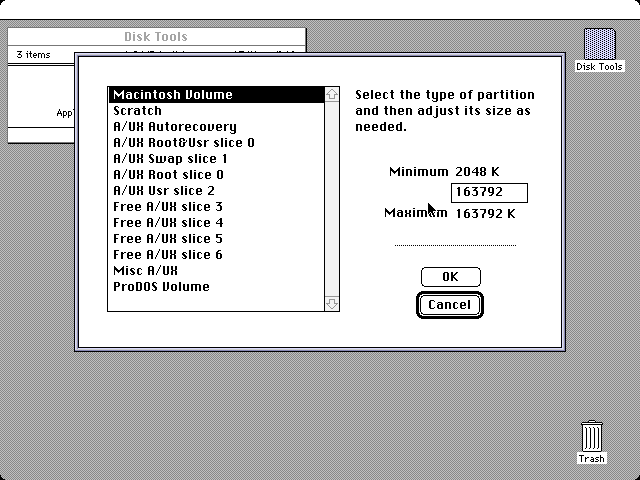 Disk Tools
3 items
Disk Tools
Macintosh Volume
Scratch
A/UX Autorecovery
A/UX Root&Usr slice 0
A/UX Swap slice 1
A/UX Root slice 0
A/UX Usr slice 2
Free A/UX slice 3
Free A/UX slice 4
Free A/UX slice 5
Free A/UX slice 6
Misc A/UX
ProDOS Volume
Select the type of partition
and then adjust its size as
needed.
Minimum 2048 K
163792
Maximum 163792 K
OK
Cancel
Trash